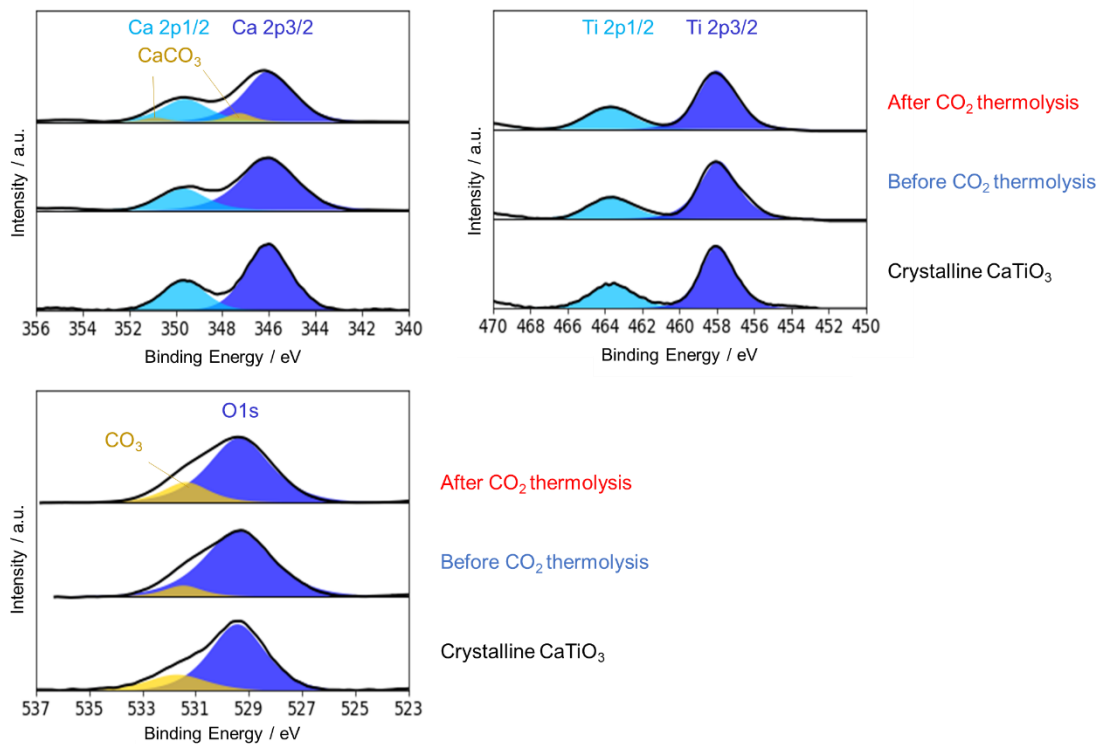 Ca 2p1/2 Ca 2p3/2
CaCO₃
Intensity / a.u.
356 354 352 350 348 346 344 342 340
Binding Energy / eV
Ti 2p1/2 Ti 2p3/2
Intensity / a.u.
470 468 466 464 462 460 458 456 454 452 450
Binding Energy / eV
After CO₂ thermolysis
Before CO₂ thermolysis
Crystalline CaTiO₃
O1s
CO₃
Intensity / a.u.
537 535 533 531 529 527 525 523
Binding Energy / eV
After CO₂ thermolysis
Before CO₂ thermolysis
Crystalline CaTiO₃